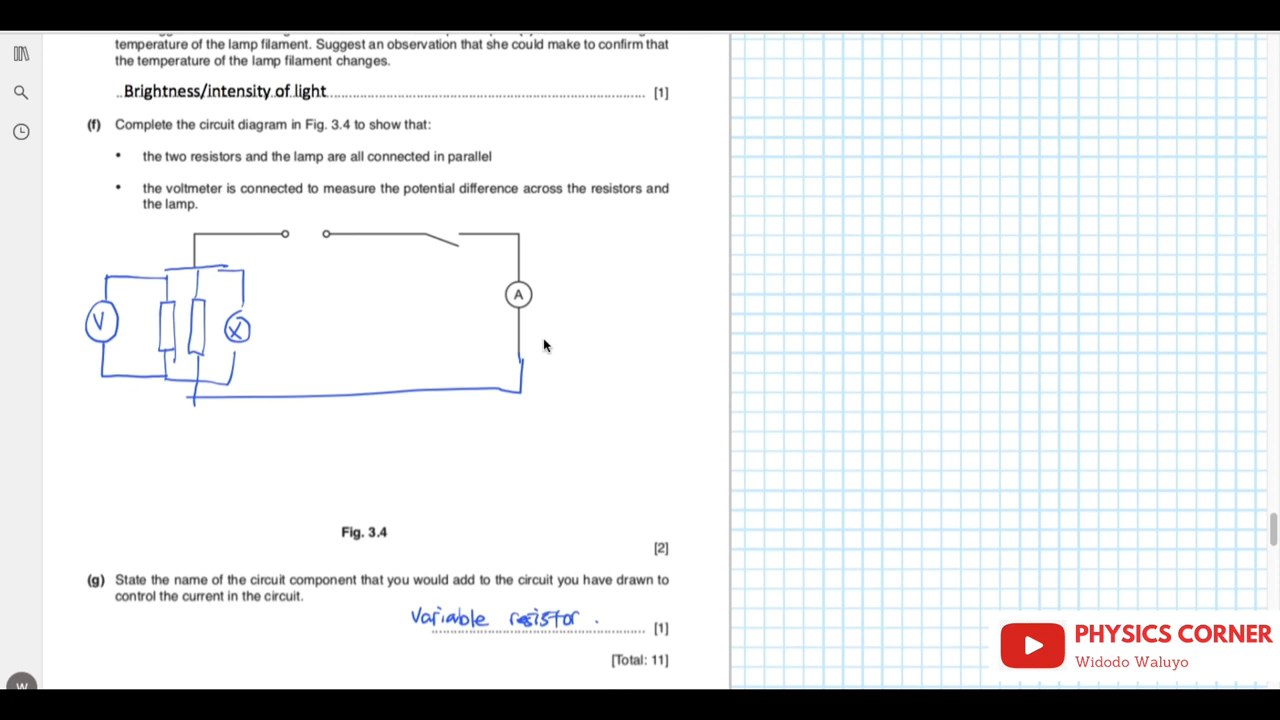 temperature of the lamp filament. Suggest an observation that she could make to confirm that
the temperature of the lamp filament changes.
Brightness/intensity of light [1]
(f) Complete the circuit diagram in Fig. 3.4 to show that:
• the two resistors and the lamp are all connected in parallel
• the voltmeter is connected to measure the potential difference across the resistors and
the lamp.
A
V
X
Fig. 3.4
[2]
(g) State the name of the circuit component that you would add to the circuit you have drawn to
control the current in the circuit.
Variable resistor. [1]
[Total: 11]
W
PHYSICS CORNER
Widodo Waluyo